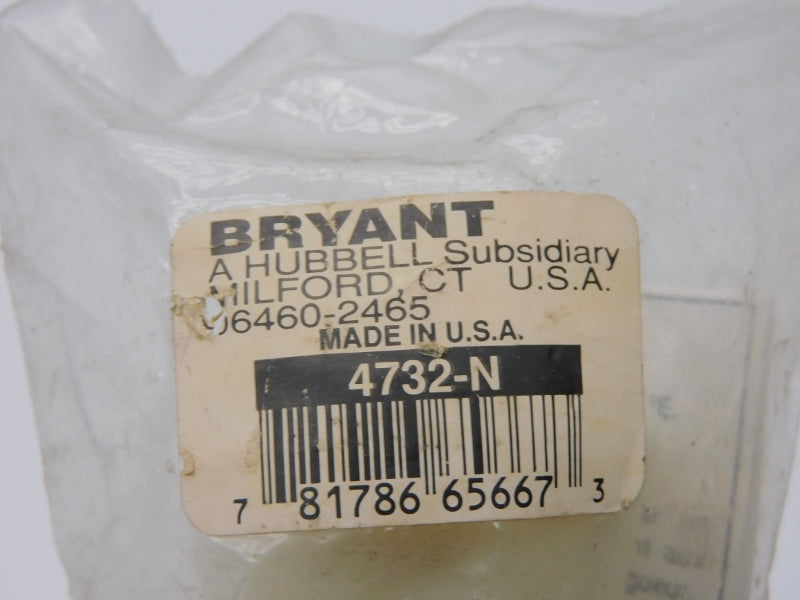 BRYANT
A HUBBELL Subsidiary
MILFORD, CT U.S.A.
06460-2465
MADE IN U.S.A.
4732-N
7 81786 65667 3